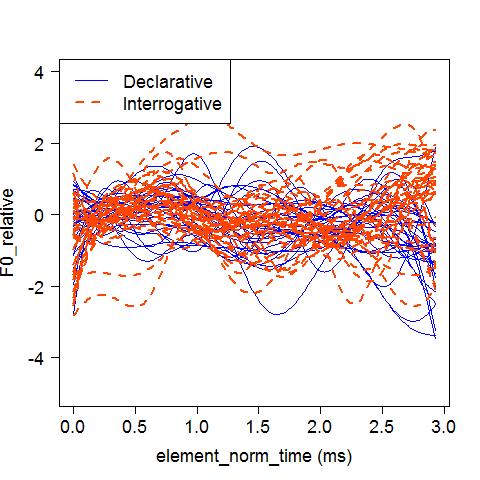 Declarative
Interrogative
4
2
0
-2
-4
F0_relative
0.0 0.5 1.0 1.5 2.0 2.5 3.0
element_norm_time (ms)